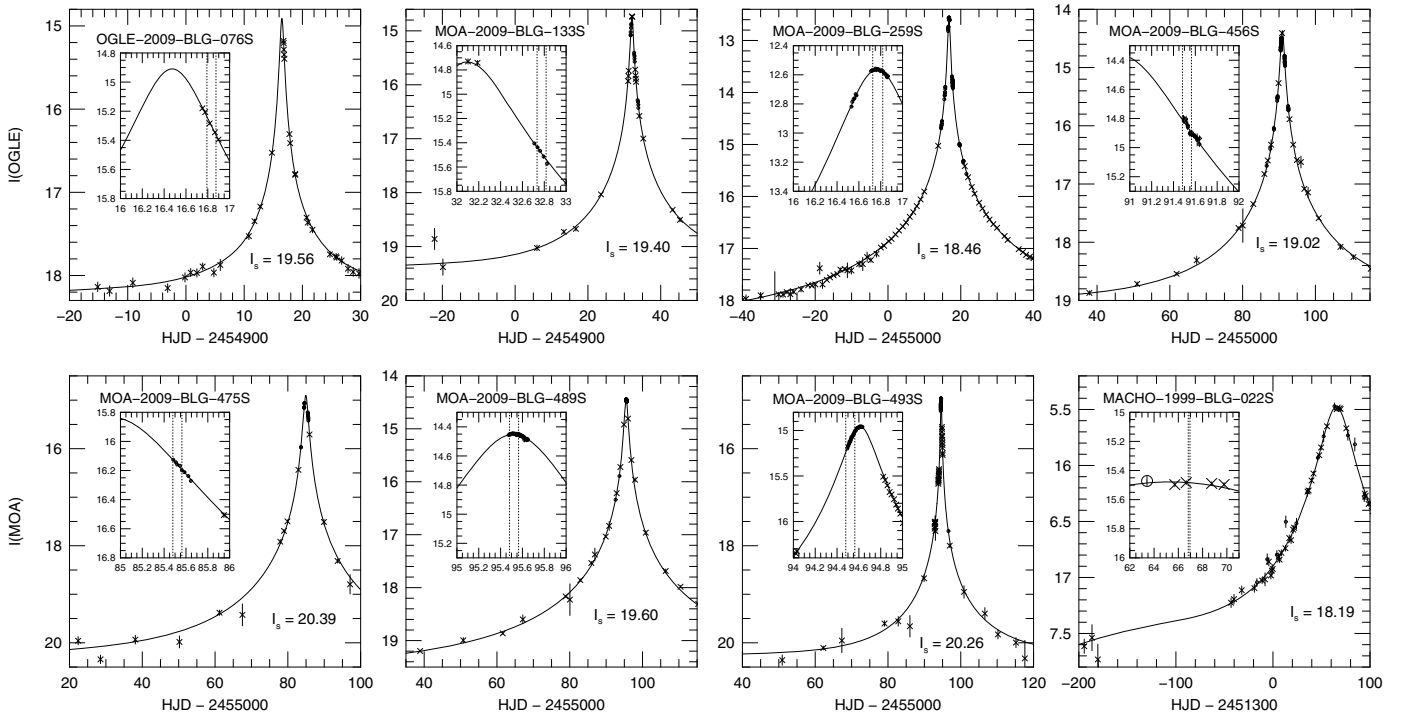 I(OGLE)
OGLE−2009−BLG−076S
15
16
17
18
14.8
15
15.2
15.4
15.6
15.8
16 16.2 16.4 16.6 16.8 17
I_s = 19.56
−20 −10 0 10 20 30
HJD − 2454900
MOA−2009−BLG−133S
15
16
17
18
19
20
14.6
14.8
15
15.2
15.4
15.6
15.8
32 32.2 32.4 32.6 32.8 33
I_s = 19.40
−20 0 20 40
HJD − 2454900
MOA−2009−BLG−259S
13
14
15
16
17
18
12.4
12.6
12.8
13
13.2
13.4
16 16.2 16.4 16.6 16.8 17
I_s = 18.46
−40 −20 0 20 40
HJD − 2455000
MOA−2009−BLG−456S
14
15
16
17
18
19
14.4
14.6
14.8
15
15.2
91 91.2 91.4 91.6 91.8 92
I_s = 19.02
40 60 80 100
HJD − 2455000
I(MOA)
MOA−2009−BLG−475S
16
18
20
15.8
16
16.2
16.4
16.6
16.8
85 85.2 85.4 85.6 85.8 86
I_s = 20.39
20 40 60 80 100
HJD − 2455000
MOA−2009−BLG−489S
14
15
16
17
18
19
14.4
14.6
14.8
15
15.2
95 95.2 95.4 95.6 95.8 96
I_s = 19.60
40 60 80 100
HJD − 2455000
MOA−2009−BLG−493S
16
18
20
15
15.5
16
94 94.2 94.4 94.6 94.8 95
I_s = 20.26
40 60 80 100 120
HJD − 2455000
MACHO−1999−BLG−022S
5.5
16
6.5
17
7.5
15
15.2
15.4
15.6
15.8
16
62 64 66 68 70
I_s = 18.19
−200 −100 0 100
HJD − 2451300